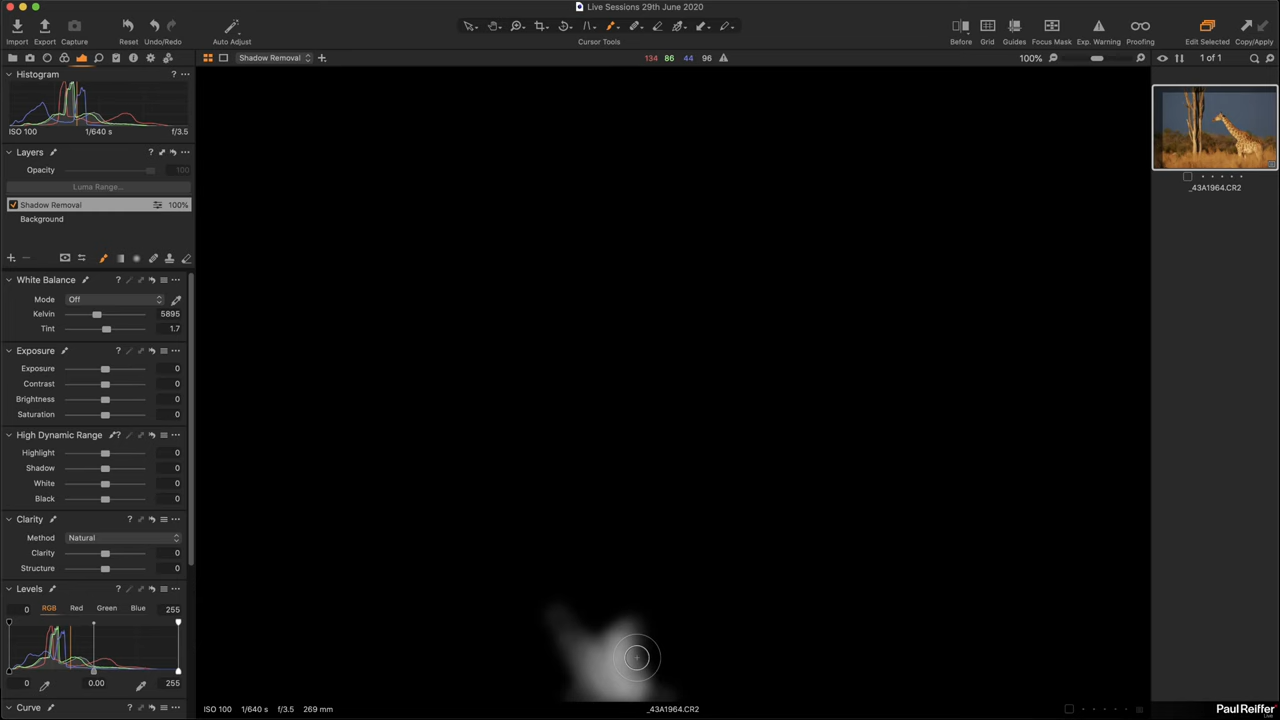 Live Sessions 29th June 2020
Import Export Capture Reset Undo/Redo Auto Adjust Cursor Tools Before Grid Guides Focus Mask Exp. Warning Proofing Edit Selected Copy/Apply
Shadow Removal 134 86 44 96 100% 1 of 1
Histogram ?
ISO 100 1/640 s f/3.5
Layers ?
Opacity 100
Luma Range...
Shadow Removal 100%
Background
White Balance ?
Mode Off
Kelvin 5895
Tint 1.7
Exposure ?
Exposure 0
Contrast 0
Brightness 0
Saturation 0
High Dynamic Range ?
Highlight 0
Shadow 0
White 0
Black 0
Clarity ?
Method Natural
Clarity 0
Structure 0
Levels ?
0 RGB Red Green Blue 255
0 0.00 255
Curve ?
ISO 100 1/640 s f/3.5 269 mm _43A1964.CR2
_43A1964.CR2
Paul Reiffer
Live